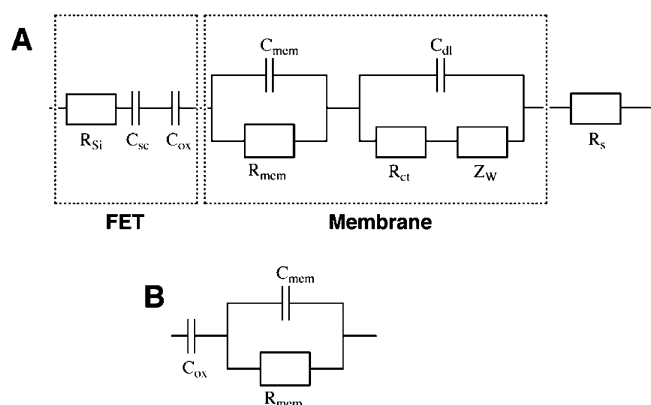 A
C_mem
C_dl
R_Si C_sc C_ox
R_mem
R_ct Z_W
R_s
FET Membrane
B
C_mem
C_ox
R_mem